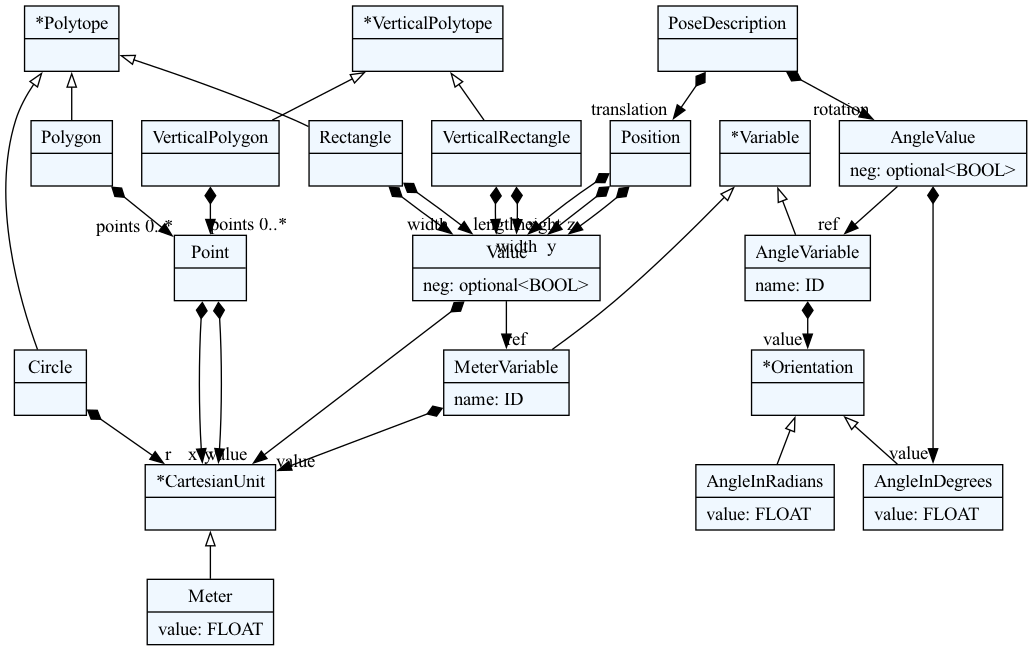 *Polytope
*VerticalPolytope
PoseDescription
translation
rotation
Polygon
VerticalPolygon
Rectangle
VerticalRectangle
Position
*Variable
AngleValue
neg: optional<BOOL>
points 0..*
points 0..*
width
length
height
z
width
y
ref
Point
Value
neg: optional<BOOL>
AngleVariable
name: ID
ref
value
Circle
MeterVariable
name: ID
*Orientation
r
x
y
value
value
value
*CartesianUnit
AngleInRadians
value: FLOAT
AngleInDegrees
value: FLOAT
Meter
value: FLOAT